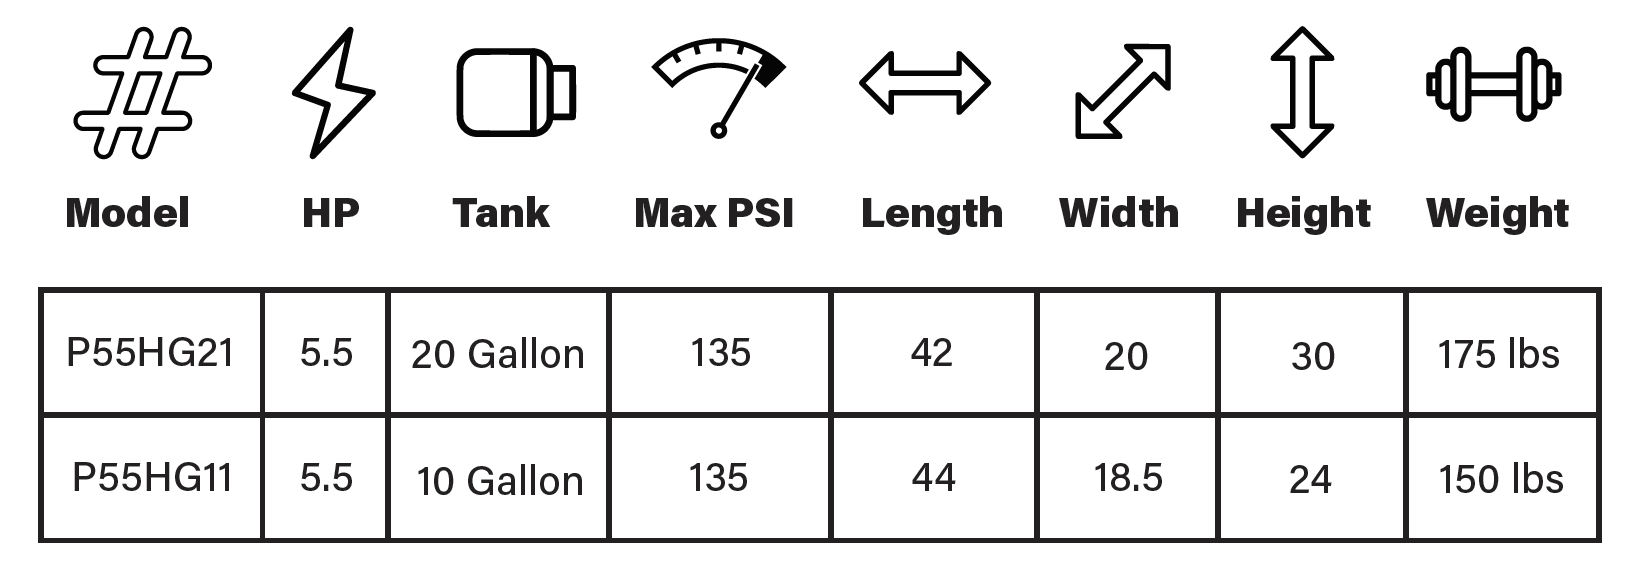 Model HP Tank Max PSI Length Width Height Weight
P55HG21 5.5 20 Gallon 135 42 20 30 175 lbs
P55HG11 5.5 10 Gallon 135 44 18.5 24 150 lbs